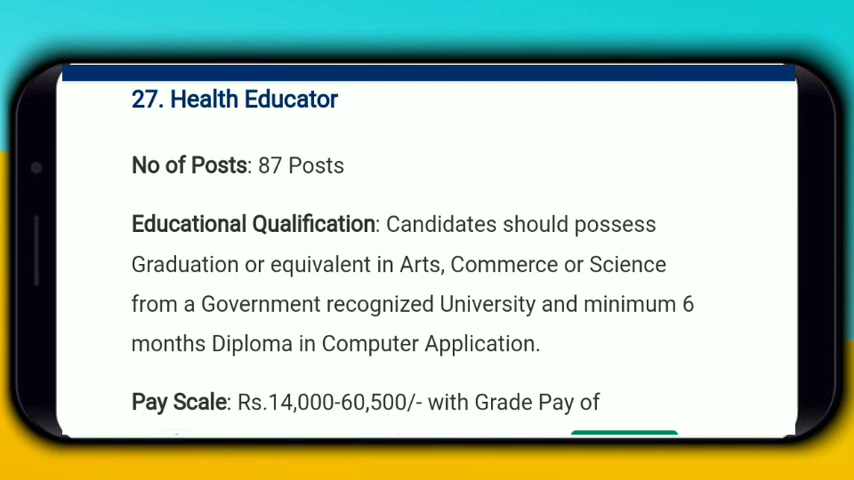 27. Health Educator
No of Posts: 87 Posts
Educational Qualification: Candidates should possess
Graduation or equivalent in Arts, Commerce or Science
from a Government recognized University and minimum 6
months Diploma in Computer Application.
Pay Scale: Rs.14,000-60,500/- with Grade Pay of